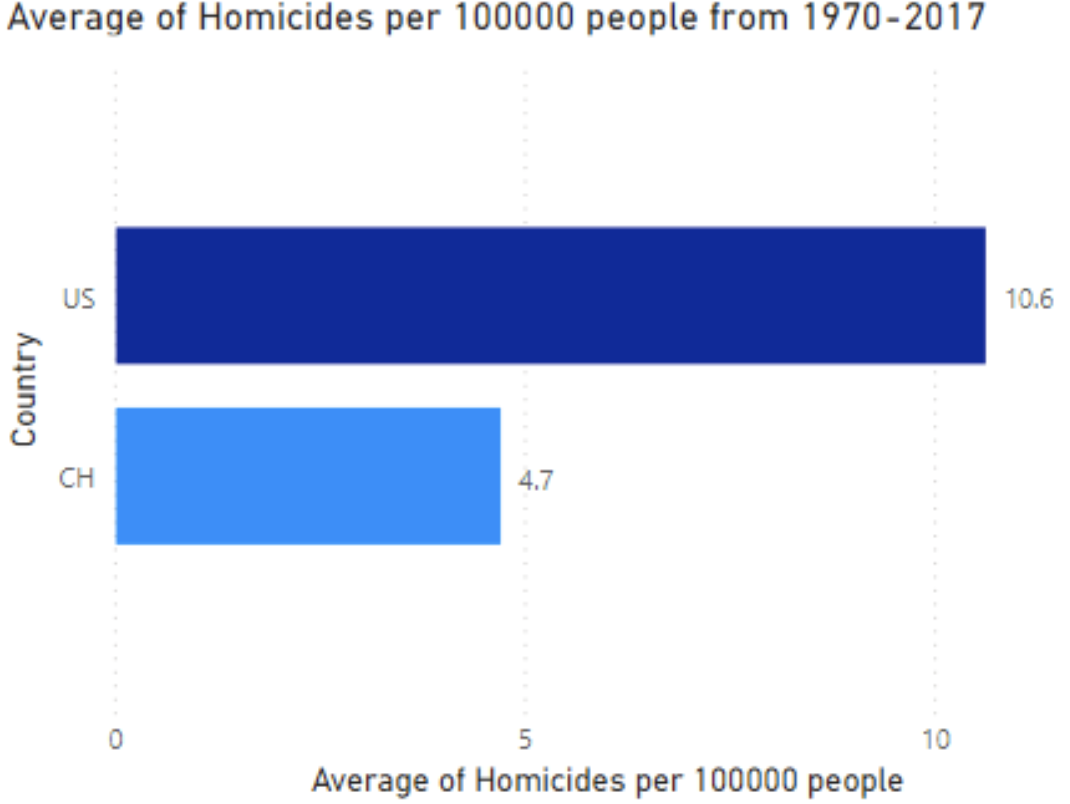 Average of Homicides per 100000 people from 1970-2017
US
10.6
CH
4.7
Country
0
5
10
Average of Homicides per 100000 people